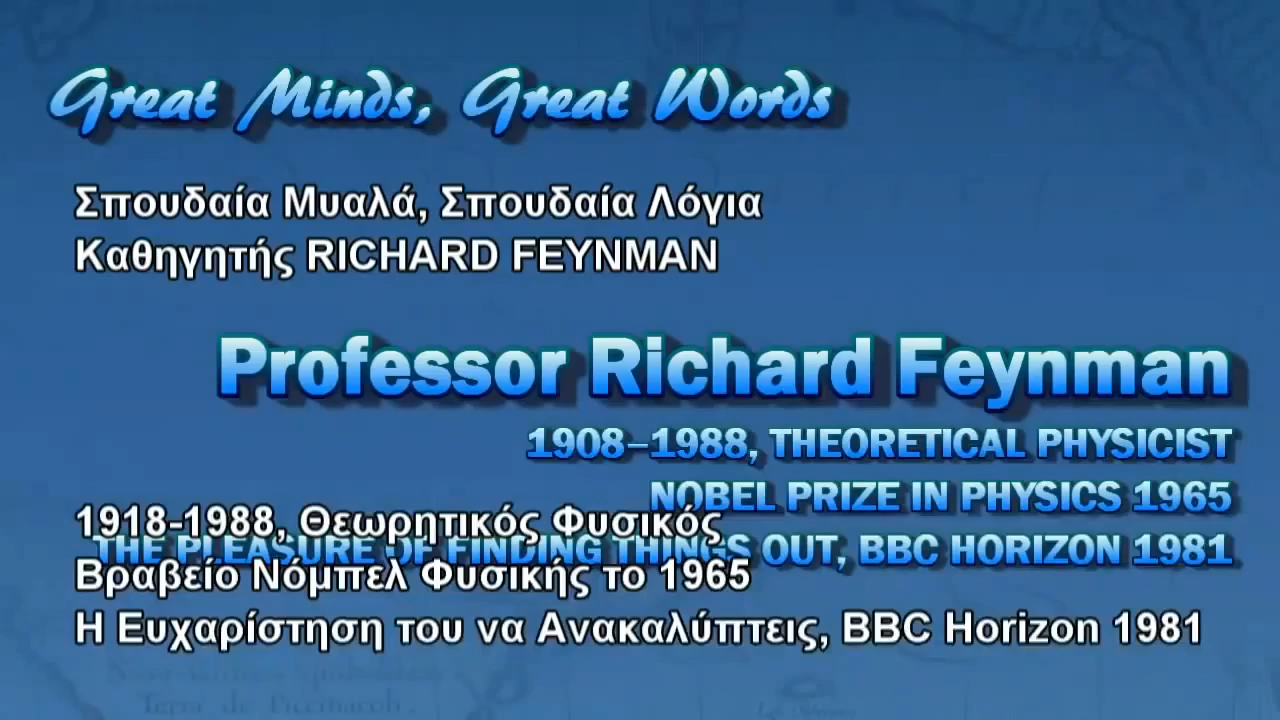 Great Minds, Great Words
Σπουδαία Μυαλά, Σπουδαία Λόγια
Καθηγητής RICHARD FEYNMAN
Professor Richard Feynman
1908–1988, THEORETICAL PHYSICIST
NOBEL PRIZE IN PHYSICS 1965
1918-1988, Θεωρητικός Φυσικός
THE PLEASURE OF FINDING THINGS OUT, BBC HORIZON 1981
Βραβείο Νόμπελ Φυσικής το 1965
Η Ευχαρίστηση του να Ανακαλύπτεις, BBC Horizon 1981